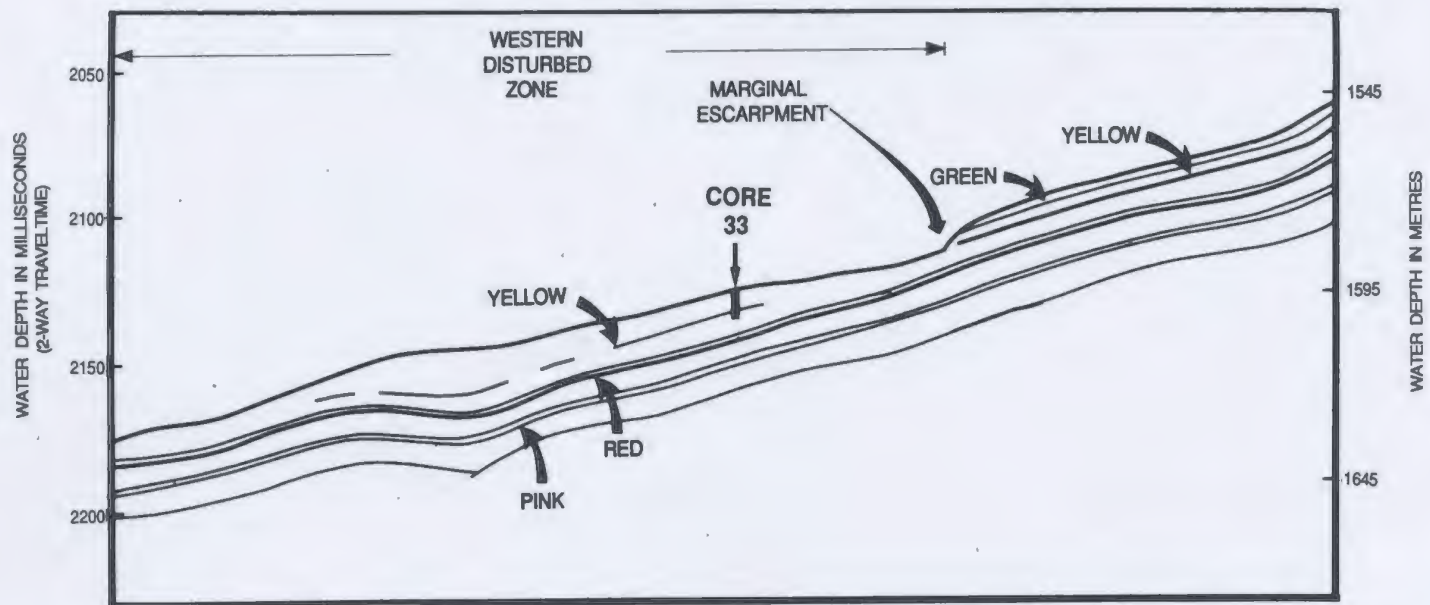 WESTERN
DISTURBED
ZONE
MARGINAL
ESCARPMENT
YELLOW
GREEN
CORE
33
YELLOW
RED
PINK
2050
2100
2150
2200
WATER DEPTH IN MILLISECONDS
(2-WAY TRAVELTIME)
1545
1595
1645
WATER DEPTH IN METRES